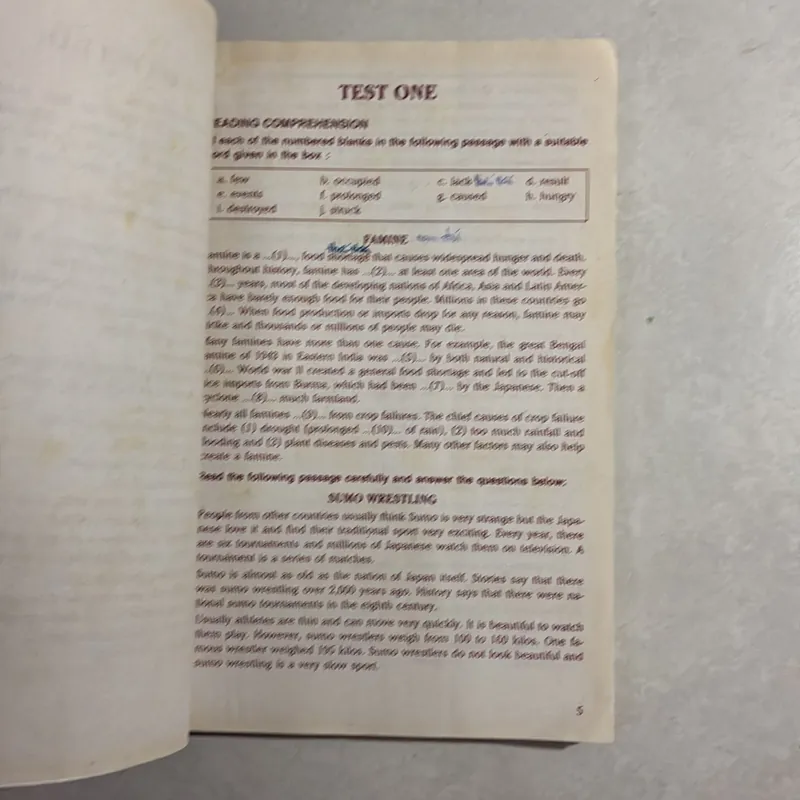 TEST ONE
EADING COMPREHENSION
l each of the numbered blanks in the following passage with a suitable
ord given in the box :
a. few b. occupied c. lack d. result
e. events f. prolonged g. caused h. hungry
i. destroyed j. struck
FAMINE
amine is a ...(1)..., food shortage that causes widespread hunger and death.
hroughout history, famine has ...(2)... at least one area of the world. Every
(3)... years, most of the developing nations of Africa, Asia and Latin Amer-
ca have barely enough food for their people. Millions in these countries go
(4)... When food production or imports drop for any reason, famine may
trike and thousands or millions of people may die.
any famines have more than one cause. For example, the great Bengal
amine of 1943 in Eastern India was ...(5)... by both natural and historical
..(6)... World war II created a general food shortage and led to the cut-off
ice imports from Burma, which had been ...(7)... by the Japanese. Then a
cyclone ...(8)... much farmland.
Nearly all famines ...(9)... from crop failures. The chief causes of crop failure
nclude (1) drought (prolonged ...(10)... of rain), (2) too much rainfall and
looding and (3) plant diseases and pests. Many other factors may also help
create a famine.
Read the following passage carefully and answer the questions below:
SUMO WRESTLING
People from other countries usually think Sumo is very strange but the Japa-
nese love it and find their traditional sport very exciting. Every year, there
are six tournaments and millions of Japanese watch them on television. A
tournament is a series of matches.
Sumo is almost as old as the nation of Japan itself. Stories say that there
was sumo wrestling over 2,000 years ago. History says that there were na-
tional sumo tournaments in the eighth century.
Usually athletes are thin and can move very quickly. It is beautiful to watch
them play. However, sumo wrestlers weigh from 100 to 160 kilos. One fa-
mous wrestler weighed kilos. Sumo wrestlers do not look beautiful and
sumo wrestling is a very slow sport.
5